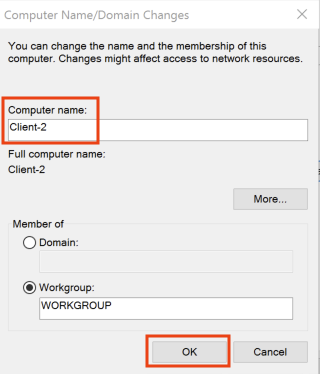 Computer Name/Domain Changes
You can change the name and the membership of this
computer. Changes might affect access to network resources.
Computer name:
Client-2
Full computer name:
Client-2
More...
Member of
Domain:
Workgroup:
WORKGROUP
OK
Cancel